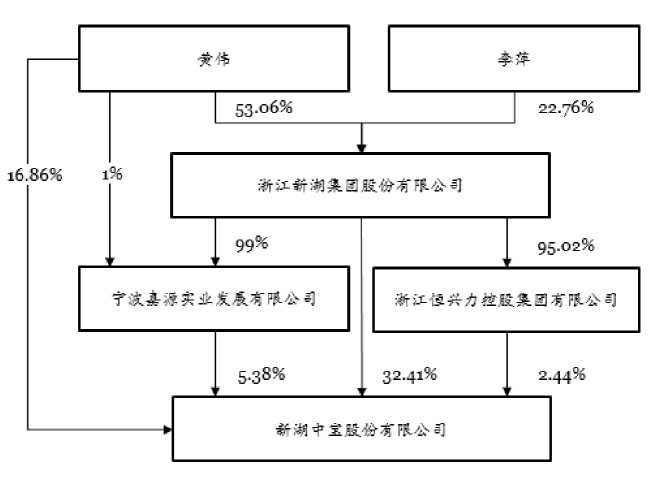 黄伟
李萍
53.06%
22.76%
16.86%
1%
浙江新湖集团股份有限公司
99%
95.02%
宁波嘉源实业发展有限公司
浙江恒兴力控股集团有限公司
5.38%
32.41%
2.44%
新湖中宝股份有限公司